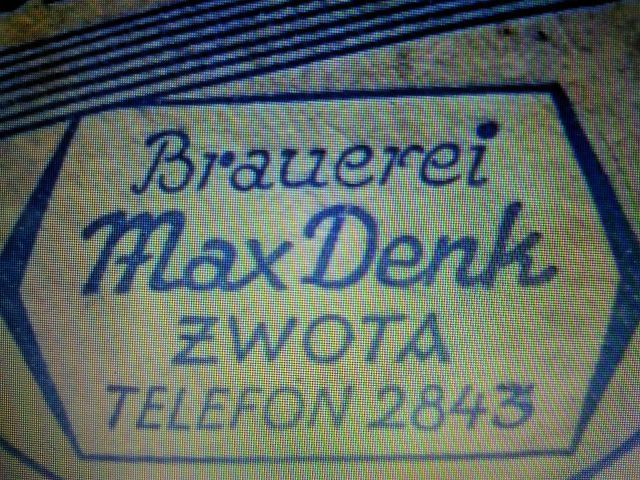 Brauerei
Max Denk
ZWOTA
TELEFON 2843